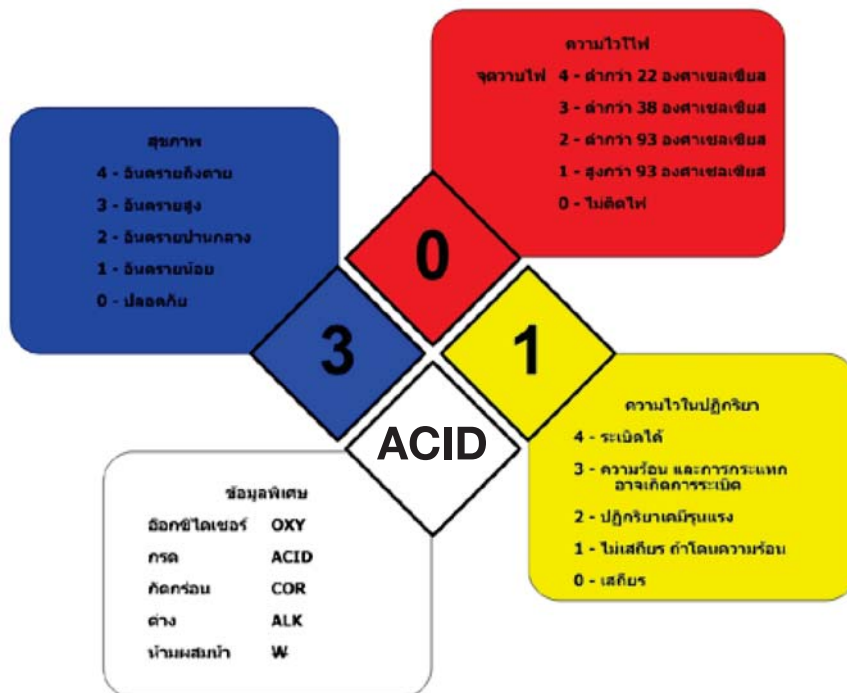 ความไวไฟ
จุดวาบไฟ 4 - ต่ำกว่า 22 องศาเซลเซียส
3 - ต่ำกว่า 38 องศาเซลเซียส
2 - ต่ำกว่า 93 องศาเซลเซียส
1 - สูงกว่า 93 องศาเซลเซียส
0 - ไม่ติดไฟ
สุขภาพ
4 - อันตรายถึงตาย
3 - อันตรายสูง
2 - อันตรายปานกลาง
1 - อันตรายน้อย
0 - ปลอดภัย
0
3
1
ACID
ความไวในปฏิกริยา
4 - ระเบิดได้
3 - ความร้อน และการกระแทก
อาจเกิดการระเบิด
2 - ปฏิกริยาเคมีรุนแรง
1 - ไม่เสถียร ถ้าโดนความร้อน
0 - เสถียร
ข้อมูลพิเศษ
อ๊อกซิไดเซอร์ OXY
กรด ACID
กัดกร่อน COR
ด่าง ALK
ห้ามผสมน้ำ W